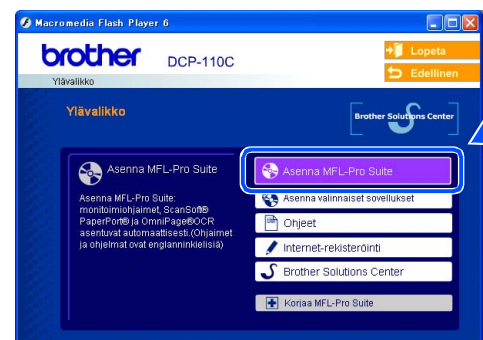 Macromedia Flash Player 6
brother
DCP-110C
Lopeta
Edellinen
Ylävalikko
Ylävalikko
Brother Solutions Center
Asenna MFL-Pro Suite
Asenna MFL-Pro Suite:
monitoimiohjaimet, ScanSoft®
PaperPort® ja OmniPage®OCR
asentuvat automaattisesti.(Ohjaimet
ja ohjelmat ovat englanninkielisiä)
Asenna MFL-Pro Suite
Asenna valinnaiset sovellukset
Ohjeet
Internet-rekisteröinti
Brother Solutions Center
Korjaa MFL-Pro Suite